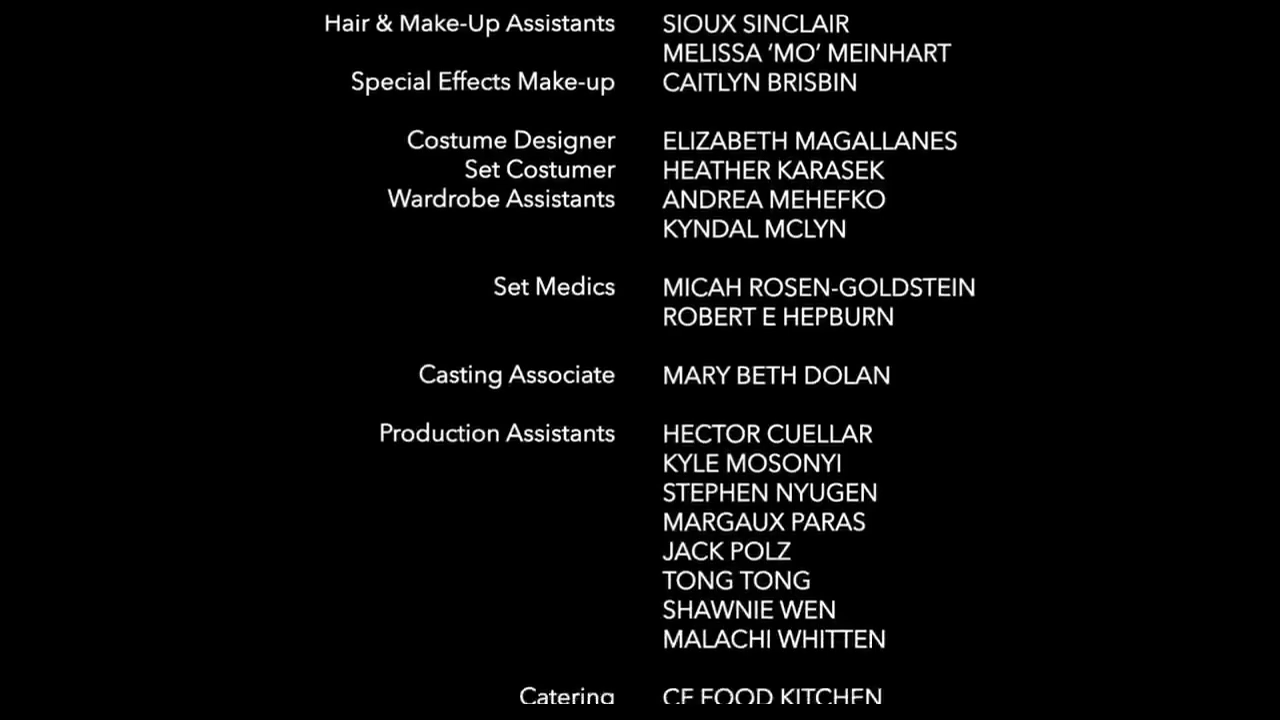 Hair & Make-Up Assistants SIOUX SINCLAIR
MELISSA ‘MO’ MEINHART
Special Effects Make-up CAITLYN BRISBIN
Costume Designer ELIZABETH MAGALLANES
Set Costumer HEATHER KARASEK
Wardrobe Assistants ANDREA MEHEFKO
KYNDAL MCLYN
Set Medics MICAH ROSEN-GOLDSTEIN
ROBERT E HEPBURN
Casting Associate MARY BETH DOLAN
Production Assistants HECTOR CUELLAR
KYLE MOSONYI
STEPHEN NYUGEN
MARGAUX PARAS
JACK POLZ
TONG TONG
SHAWNIE WEN
MALACHI WHITTEN
Catering CF FOOD KITCHEN